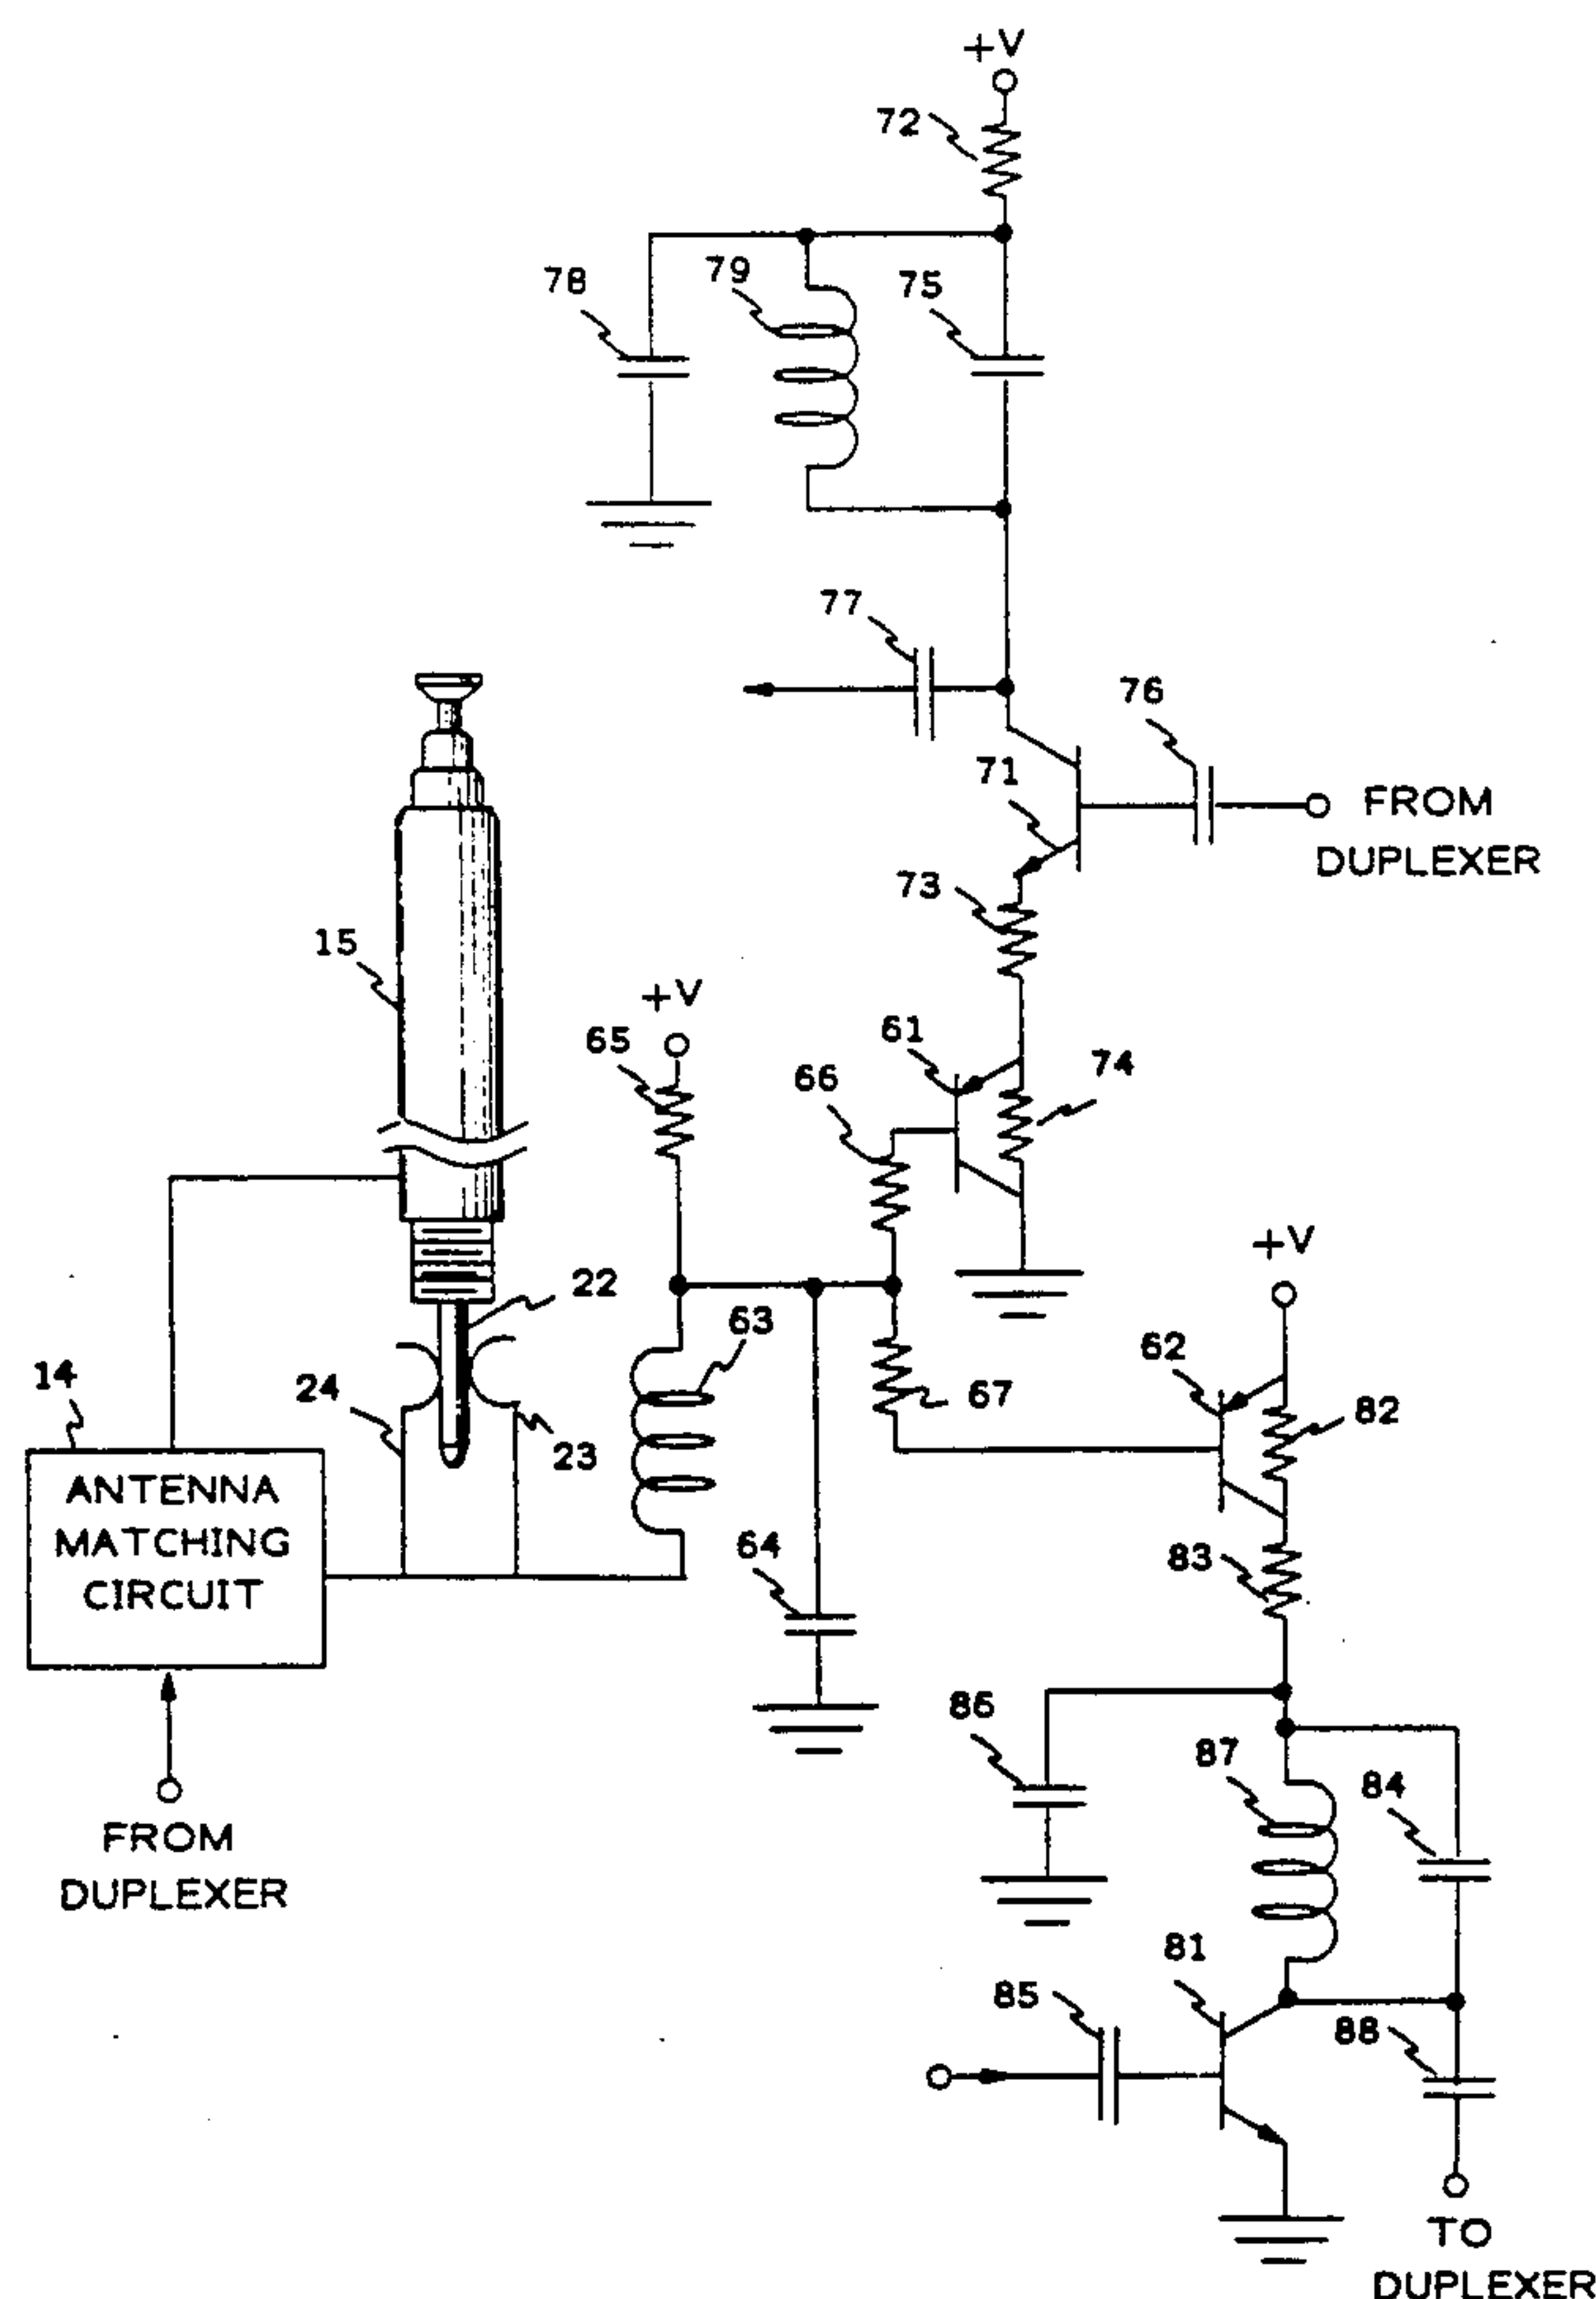 +V
72
78
79
75
77
76
71
FROM
DUPLEXER
73
15
+V
65
61
74
66
+V
22
63
62
14
24
67
82
23
ANTENNA
MATCHING
CIRCUIT
64
83
86
87
84
FROM
DUPLEXER
81
85
88
TO
DUPLEXER